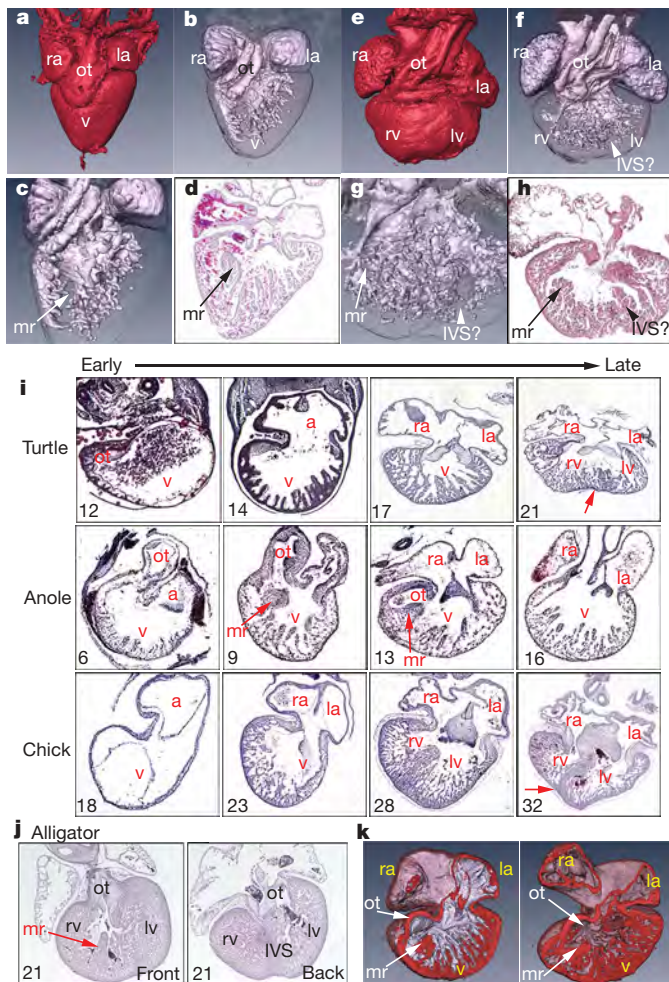 a b e f
ra ot la v
ra la ot v
ra ot la rv lv
ra ot la rv lv IVS?
c d g h
mr
mr
mr IVS?
mr IVS?
Early Late
i
Turtle
ot v 12
a v 14
ra la v 17
ra la rv lv 21
Anole
ot a v 6
ot mr v 9
ra la ot v mr 13
ra la v 16
Chick
a v 18
ra la rv lv 23
ra la rv lv 28
ra la rv lv 32
j Alligator
ot rv lv mr 21 Front
ot lv rv IVS 21 Back
k
la ot mr v
ra ot mr v